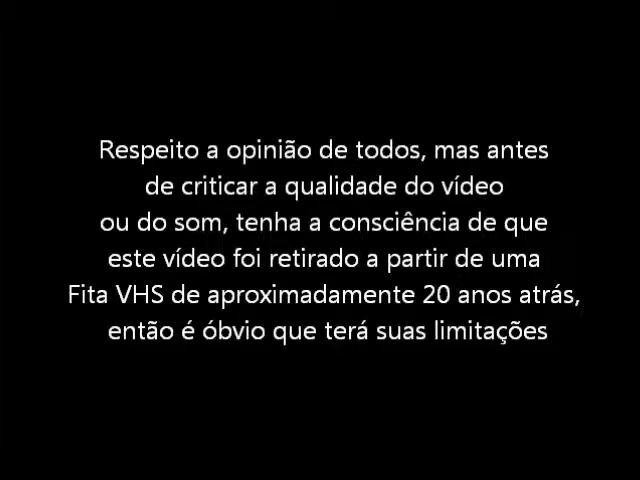 Respeito a opinião de todos, mas antes
de criticar a qualidade do vídeo
ou do som, tenha a consciência de que
este vídeo foi retirado a partir de uma
Fita VHS de aproximadamente 20 anos atrás,
então é óbvio que terá suas limitações